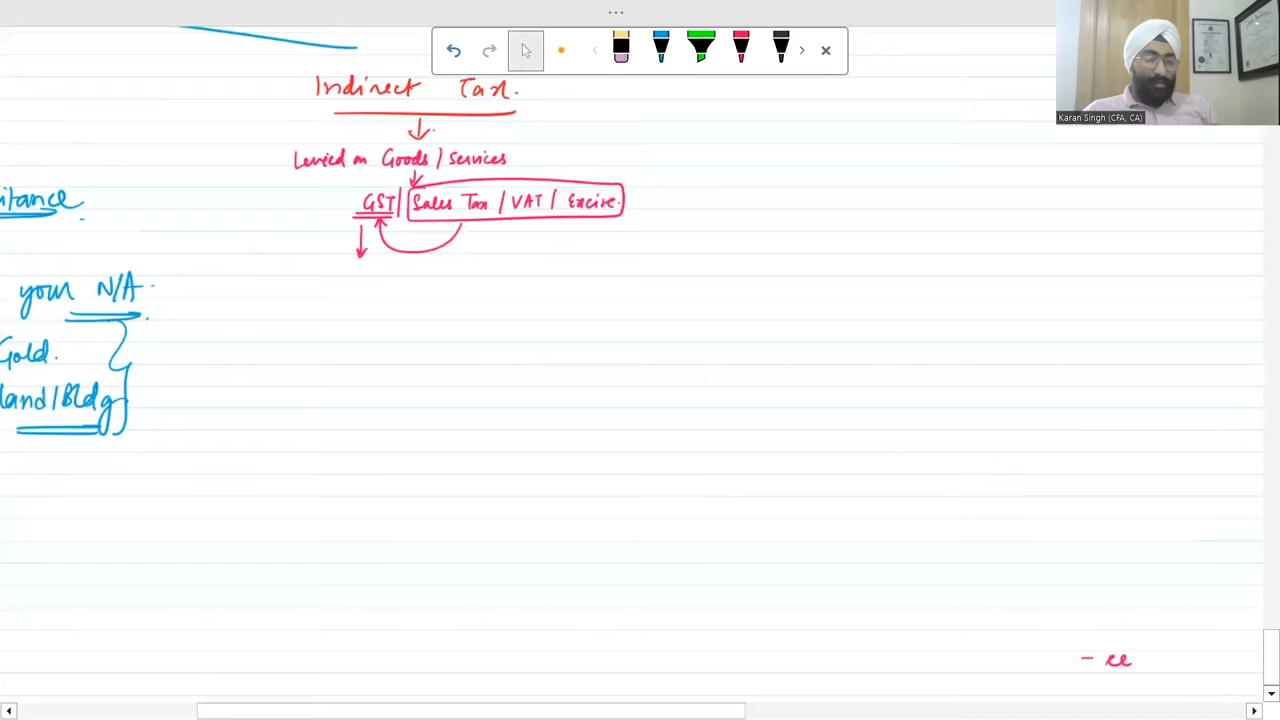 Indirect Tax.
Levied on Goods / Services
GST / Sales Tax / VAT / Excise.
itance
your N/A
Gold.
land / Bldg
Karan Singh (CFA, CA)